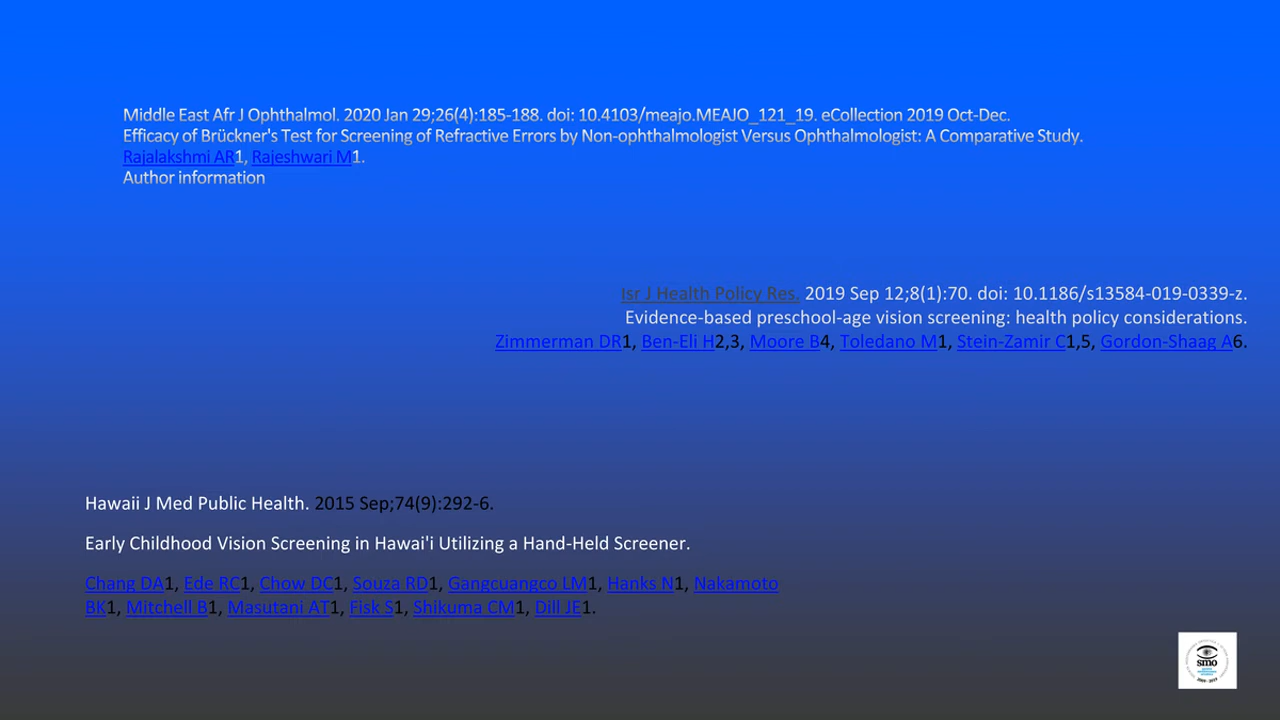 Middle East Afr J Ophthalmol. 2020 Jan 29;26(4):185-188. doi: 10.4103/meajo.MEAJO_121_19. eCollection 2019 Oct-Dec.
Efficacy of Brückner's Test for Screening of Refractive Errors by Non-ophthalmologist Versus Ophthalmologist: A Comparative Study.
Rajalakshmi AR1, Rajeshwari M1.
Author information
Isr J Health Policy Res. 2019 Sep 12;8(1):70. doi: 10.1186/s13584-019-0339-z.
Evidence-based preschool-age vision screening: health policy considerations.
Zimmerman DR1, Ben-Eli H2,3, Moore B4, Toledano M1, Stein-Zamir C1,5, Gordon-Shaag A6.
Hawaii J Med Public Health. 2015 Sep;74(9):292-6.
Early Childhood Vision Screening in Hawai'i Utilizing a Hand-Held Screener.
Chang DA1, Ede RC1, Chow DC1, Souza RD1, Gangcuangco LM1, Hanks N1, Nakamoto
BK1, Mitchell B1, Masutani AT1, Fisk S1, Shikuma CM1, Dill JE1.
smo